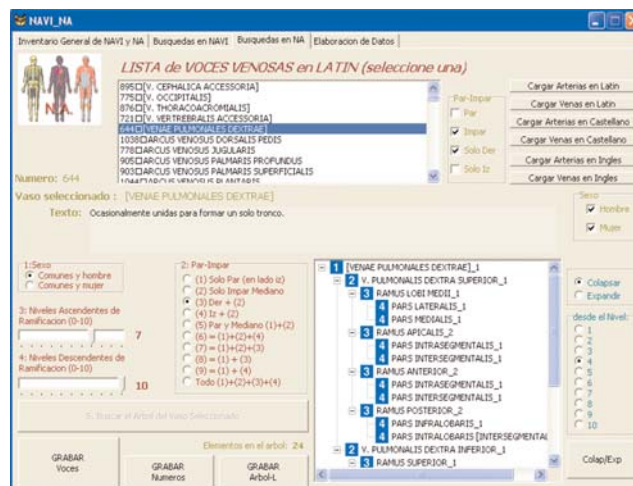 NAVI_NA
Inventario General de NAVI y NA
Busquedas en NAVI
Busquedas en NA
Elaboracion de Datos
N.A.
LISTA de VOCES VENOSAS en LATIN (seleccione una)
895□[V. CEPHALICA ACCESSORIA]
775□[V. OCCIPITALIS]
876□[V. THORACOACROMIALIS]
721□[V. VERTREBRALIS ACCESSORIA]
644□[VENAE PULMONALES DEXTRAE]
1038□ARCUS VENOSUS DORSALIS PEDIS
778□ARCUS VENOSUS JUGULARIS
905□ARCUS VENOSUS PALMARIS PROFUNDUS
903□ARCUS VENOSUS PALMARIS SUPERFICIALIS
1044□ARCUS VENOSUS PLANTARIS
Par-Impar
Par
Impar
Solo Der
Solo Iz
Cargar Arterias en Latin
Cargar Venas en Latin
Cargar Arterias en Castellano
Cargar Venas en Castellano
Cargar Arterias en Ingles
Cargar Venas en Ingles
Numero: 644
Vaso seleccionado : [VENAE PULMONALES DEXTRAE]
Texto: Ocasionalmente unidas para formar un solo tronco.
Sexo
Hombre
Mujer
1:Sexo
Comunes y hombre
Comunes y mujer
2: Par-Impar
(1) Solo Par (en lado iz)
(2) Solo Impar Mediano
(3) Der + (2)
(4) Iz + (2)
(5) Par y Mediano (1)+(2)
(6) = (1)+(2)+(4)
(7) = (1)+(2)+(3)
(8) = (1) + (3)
(9) = (1) + (4)
Todo (1)+(2)+(3)+(4)
3: Niveles Ascendentes de
Ramificacion (0-10)
7
4: Niveles Descendentes de
Ramificacion (0-10)
10
5. Buscar el Arbol del Vaso Seleccionado
Elementos en el arbol: 24
GRABAR
Voces
GRABAR
Numeros
GRABAR
Arbol-L
1 [VENAE PULMONALES DEXTRAE]_1
2 V. PULMONALIS DEXTRA SUPERIOR_1
3 RAMUS LOBI MEDII_1
4 PARS LATERALIS_1
4 PARS MEDIALIS_1
3 RAMUS APICALIS_2
4 PARS INTRASEGMENTALIS_1
4 PARS INTERSEGMENTALIS_1
3 RAMUS ANTERIOR_2
4 PARS INTRASEGMENTALIS_1
4 PARS INTERSEGMENTALIS_1
3 RAMUS POSTERIOR_2
4 PARS INFRALOBARIS_1
4 PARS INTRALOBARIS [INTERSEGMENTAL
2 V. PULMONALIS DEXTRA INFERIOR_1
3 RAMUS SUPERIOR_1
Colapsar
Expandir
desde el Nivel:
1
2
3
4
5
6
7
8
9
10
Colap/Exp